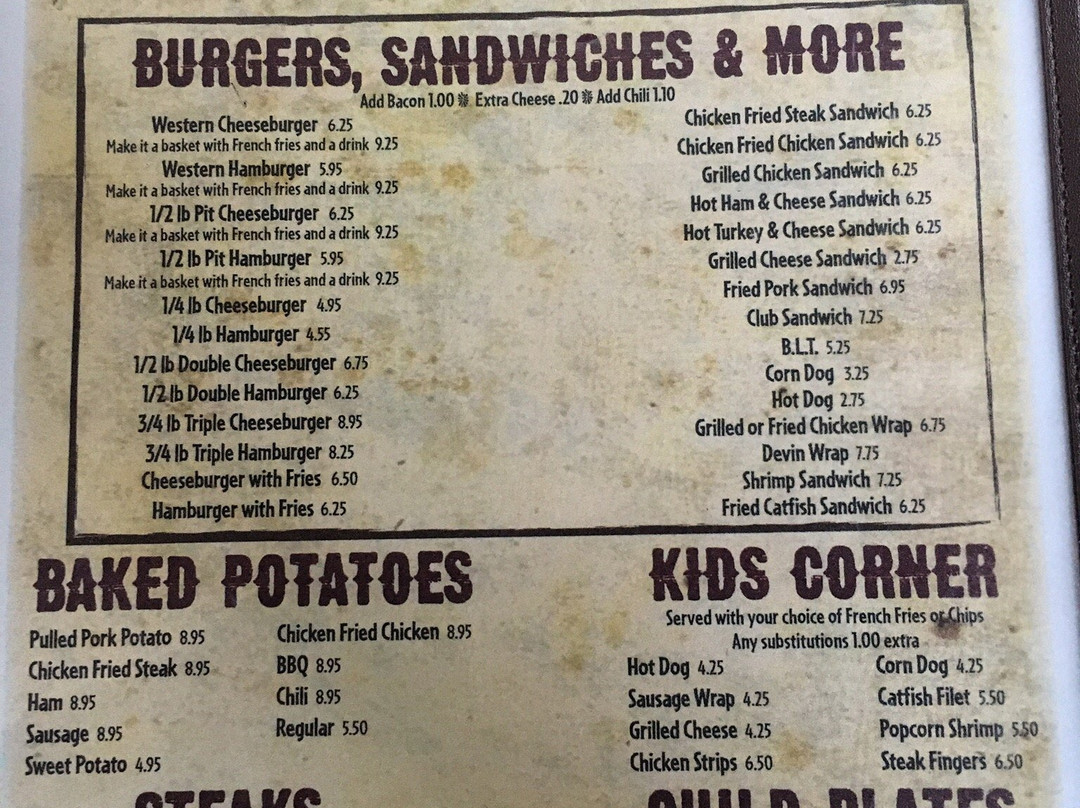 BURGERS, SANDWICHES & MORE
Add Bacon 1.00 ❋ Extra Cheese .20 ❋ Add Chili 1.10
Western Cheeseburger 6.25
Make it a basket with French fries and a drink 9.25
Western Hamburger 5.95
Make it a basket with French fries and a drink 9.25
1/2 lb Pit Cheeseburger 6.25
Make it a basket with French fries and a drink 9.25
1/2 lb Pit Hamburger 5.95
Make it a basket with French fries and a drink 9.25
1/4 lb Cheeseburger 4.95
1/4 lb Hamburger 4.55
1/2 lb Double Cheeseburger 6.75
1/2 lb Double Hamburger 6.25
3/4 lb Triple Cheeseburger 8.95
3/4 lb Triple Hamburger 8.25
Cheeseburger with Fries 6.50
Hamburger with Fries 6.25
Chicken Fried Steak Sandwich 6.25
Chicken Fried Chicken Sandwich 6.25
Grilled Chicken Sandwich 6.25
Hot Ham & Cheese Sandwich 6.25
Hot Turkey & Cheese Sandwich 6.25
Grilled Cheese Sandwich 2.75
Fried Pork Sandwich 6.95
Club Sandwich 7.25
B.L.T. 5.25
Corn Dog 3.25
Hot Dog 2.75
Grilled or Fried Chicken Wrap 6.75
Devin Wrap 7.75
Shrimp Sandwich 7.25
Fried Catfish Sandwich 6.25
BAKED POTATOES
Pulled Pork Potato 8.95
Chicken Fried Steak 8.95
Ham 8.95
Sausage 8.95
Sweet Potato 4.95
Chicken Fried Chicken 8.95
BBQ 8.95
Chili 8.95
Regular 5.50
KIDS CORNER
Served with your choice of French Fries or Chips
Any substitutions 1.00 extra
Hot Dog 4.25
Sausage Wrap 4.25
Grilled Cheese 4.25
Chicken Strips 6.50
Corn Dog 4.25
Catfish Filet 5.50
Popcorn Shrimp 5.50
Steak Fingers 6.50
STEAKS
CHILD PLATES